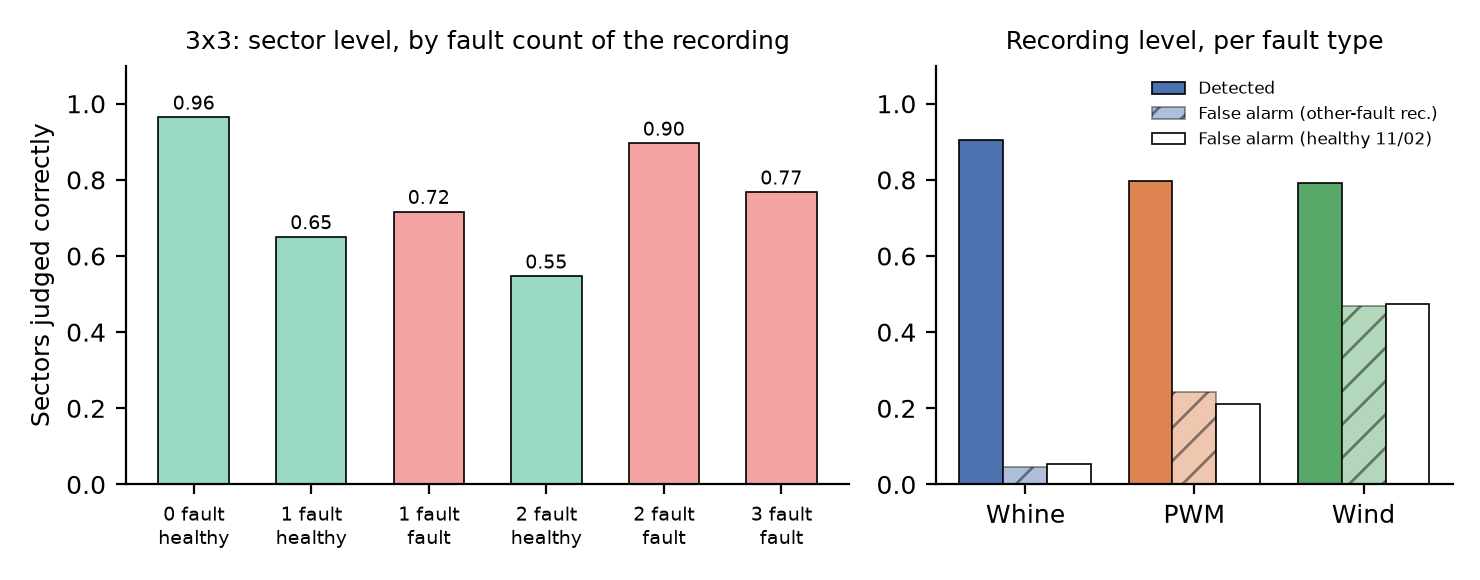 3x3: sector level, by fault count of the recording
Sectors judged correctly
1.0
0.8
0.6
0.4
0.2
0.0
0.96
0.65
0.72
0.55
0.90
0.77
0 fault
healthy
1 fault
healthy
1 fault
fault
2 fault
healthy
2 fault
fault
3 fault
fault
Recording level, per fault type
1.0
0.8
0.6
0.4
0.2
0.0
Detected
False alarm (other-fault rec.)
False alarm (healthy 11/02)
Whine
PWM
Wind